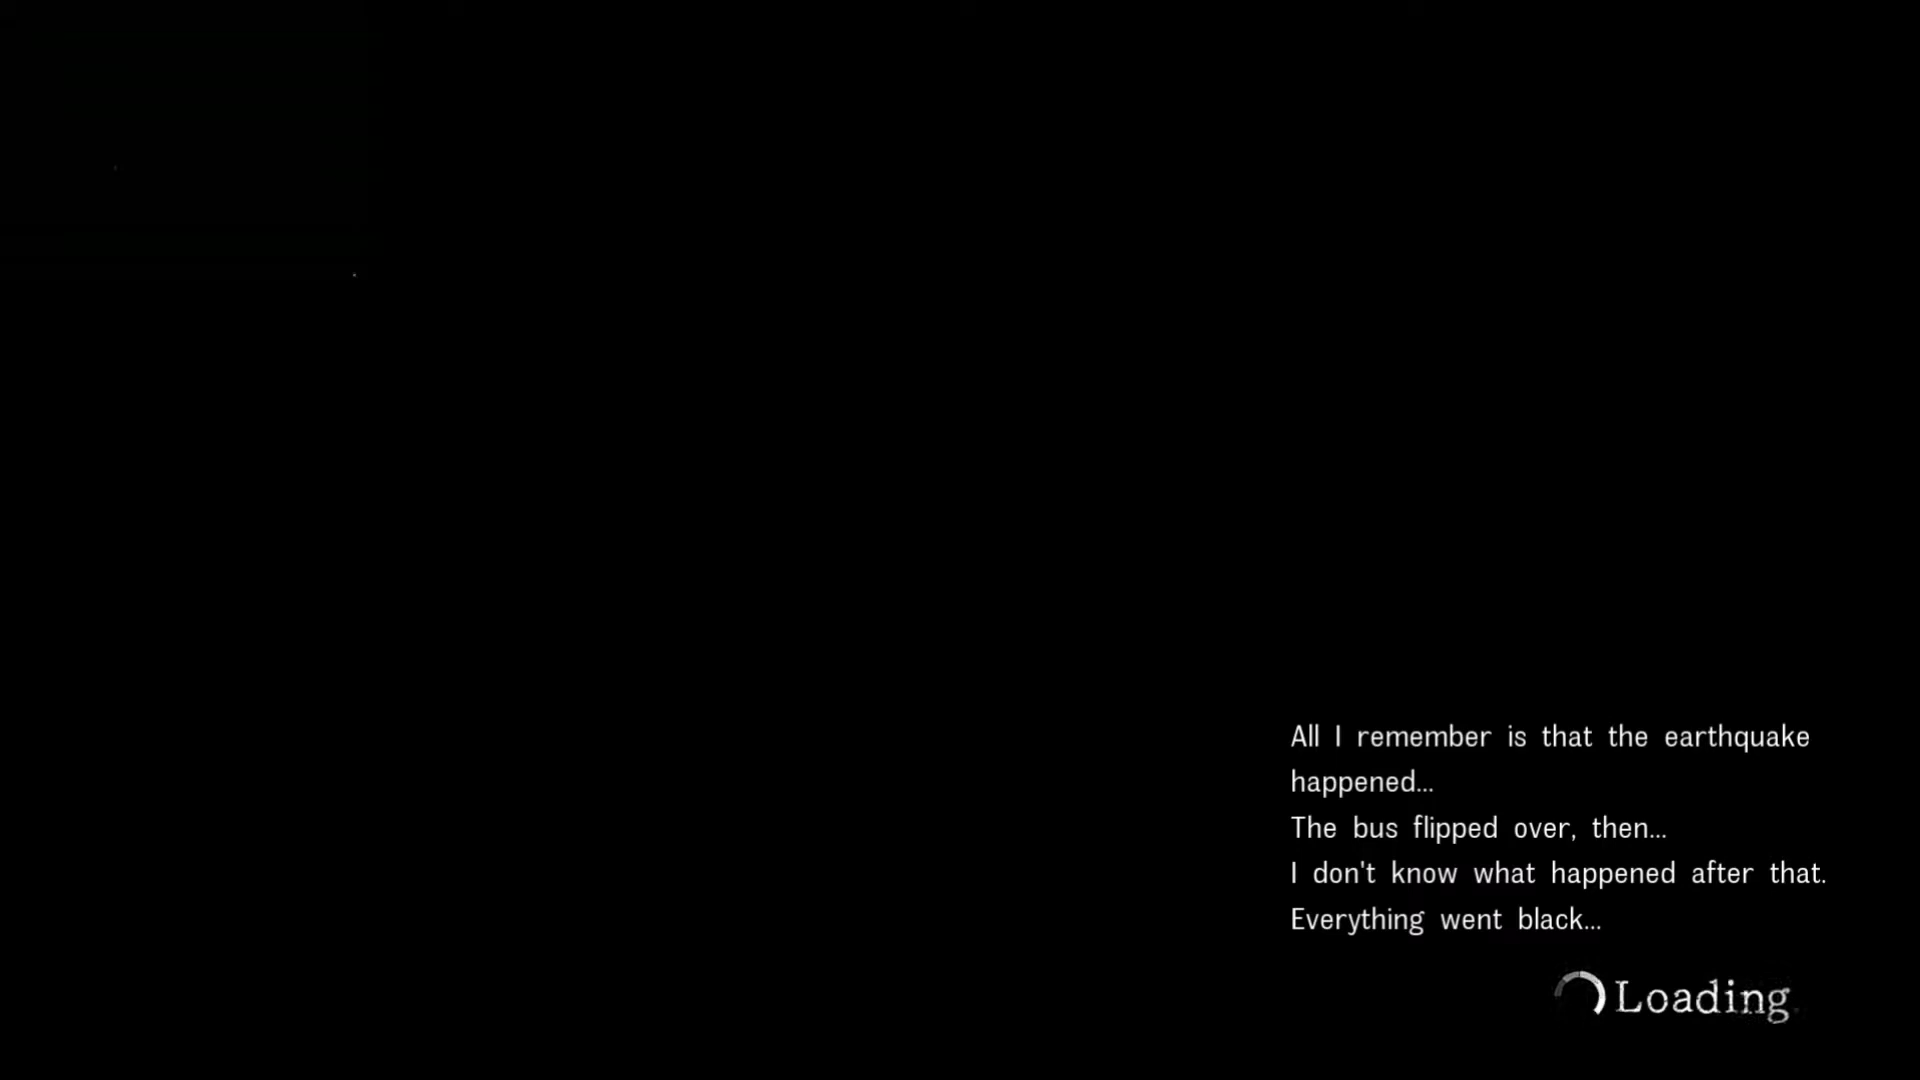 All I remember is that the earthquake
happened...
The bus flipped over, then...
I don't know what happened after that.
Everything went black...
Loading.